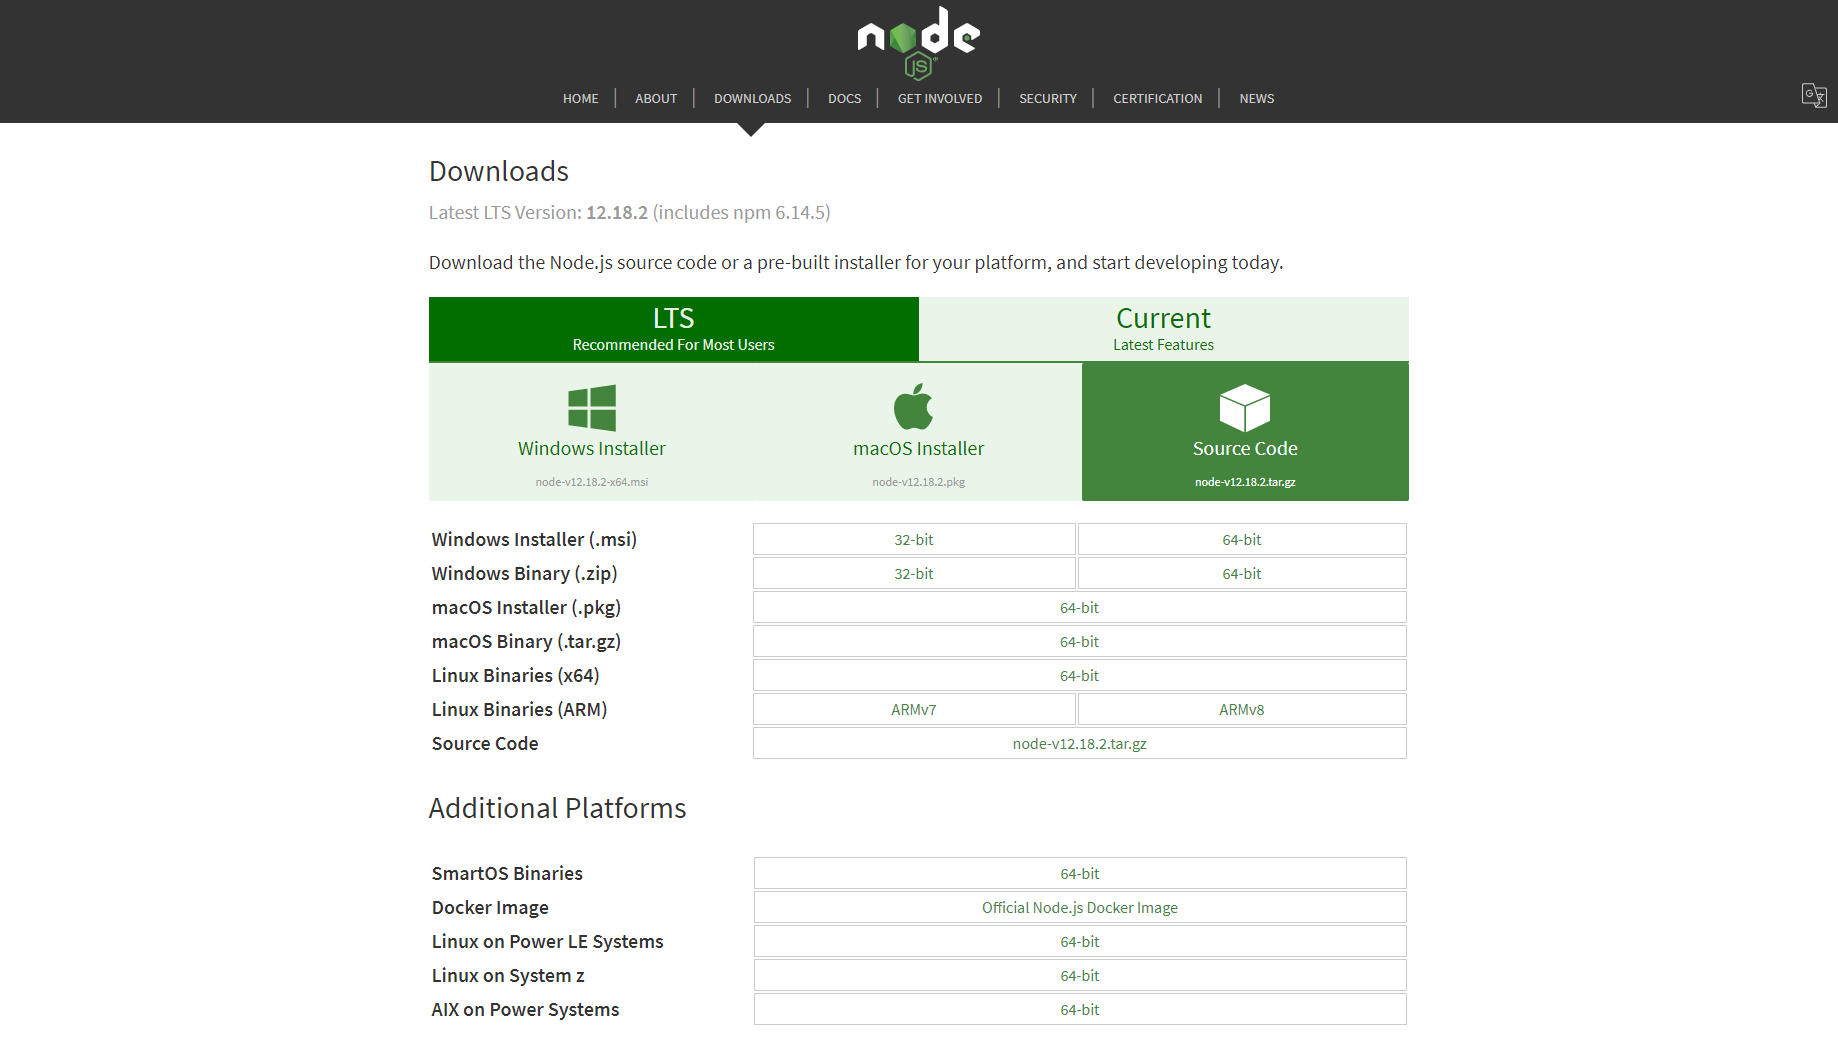 node
JS
HOME | ABOUT | DOWNLOADS | DOCS | GET INVOLVED | SECURITY | CERTIFICATION | NEWS
Downloads
Latest LTS Version: 12.18.2 (includes npm 6.14.5)
Download the Node.js source code or a pre-built installer for your platform, and start developing today.
LTS
Recommended For Most Users
Current
Latest Features
Windows Installer
node-v12.18.2-x64.msi
macOS Installer
node-v12.18.2.pkg
Source Code
node-v12.18.2.tar.gz
Windows Installer (.msi) 32-bit 64-bit
Windows Binary (.zip) 32-bit 64-bit
macOS Installer (.pkg) 64-bit
macOS Binary (.tar.gz) 64-bit
Linux Binaries (x64) 64-bit
Linux Binaries (ARM) ARMv7 ARMv8
Source Code node-v12.18.2.tar.gz
Additional Platforms
SmartOS Binaries 64-bit
Docker Image Official Node.js Docker Image
Linux on Power LE Systems 64-bit
Linux on System z 64-bit
AIX on Power Systems 64-bit